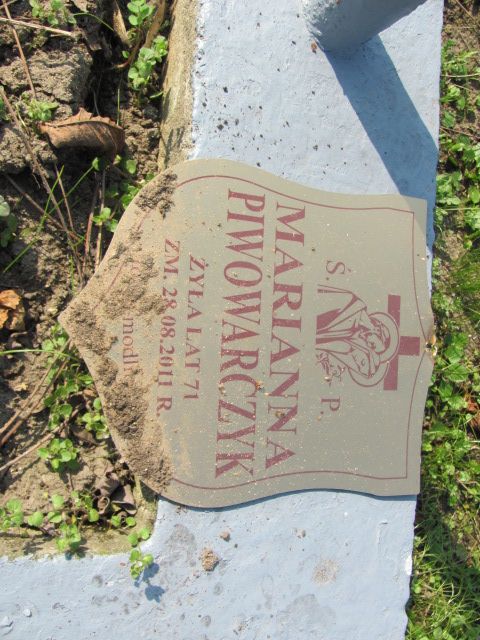 Ś. P.
MARIANNA
PIWOWARCZYK
ŻYŁA LAT 71
ZM. 28.08.2011 R.